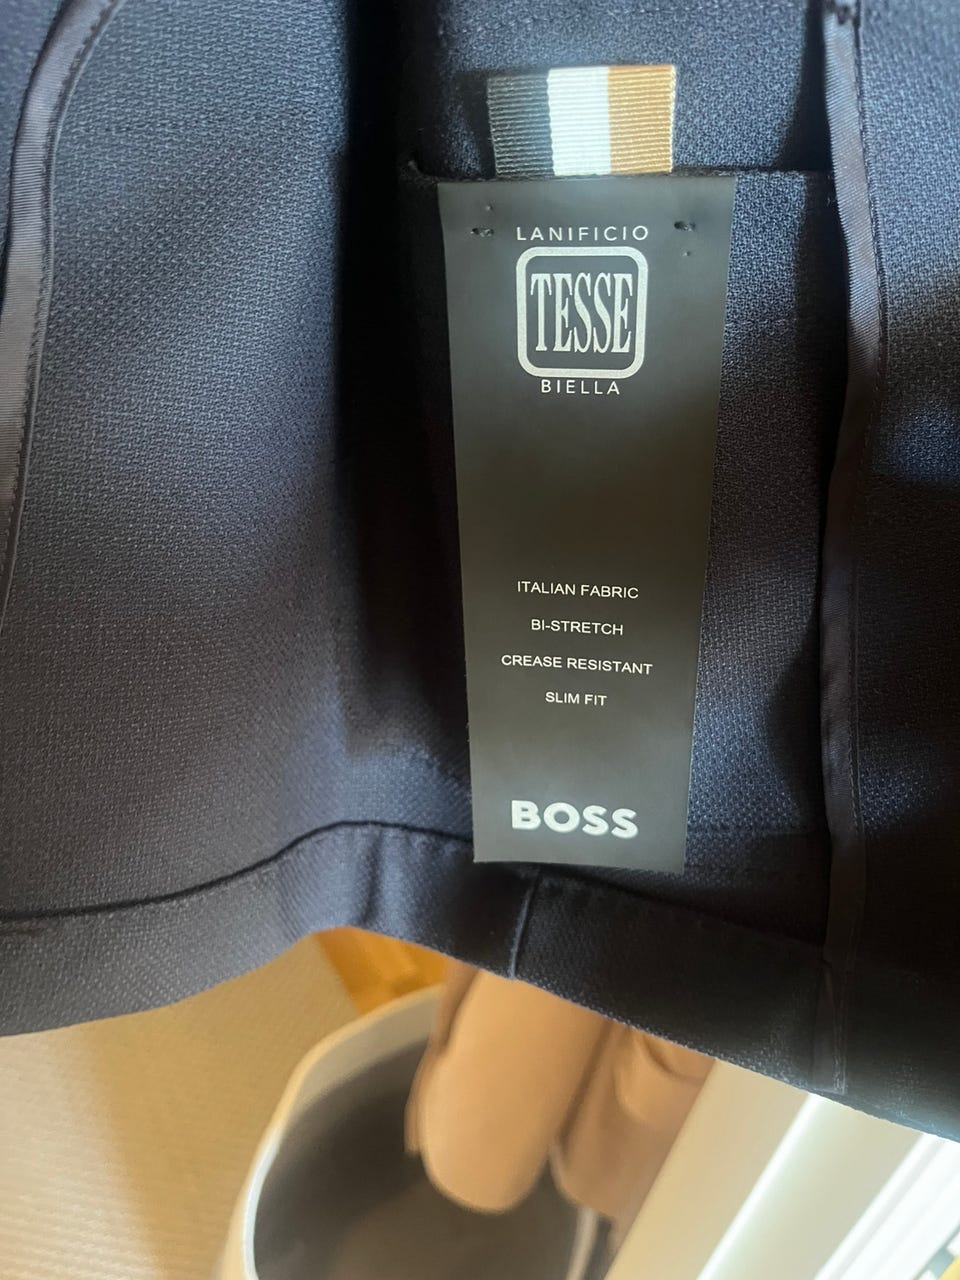 LANIFICIO
TESSE
BIELLA
ITALIAN FABRIC
BI-STRETCH
CREASE RESISTANT
SLIM FIT
BOSS